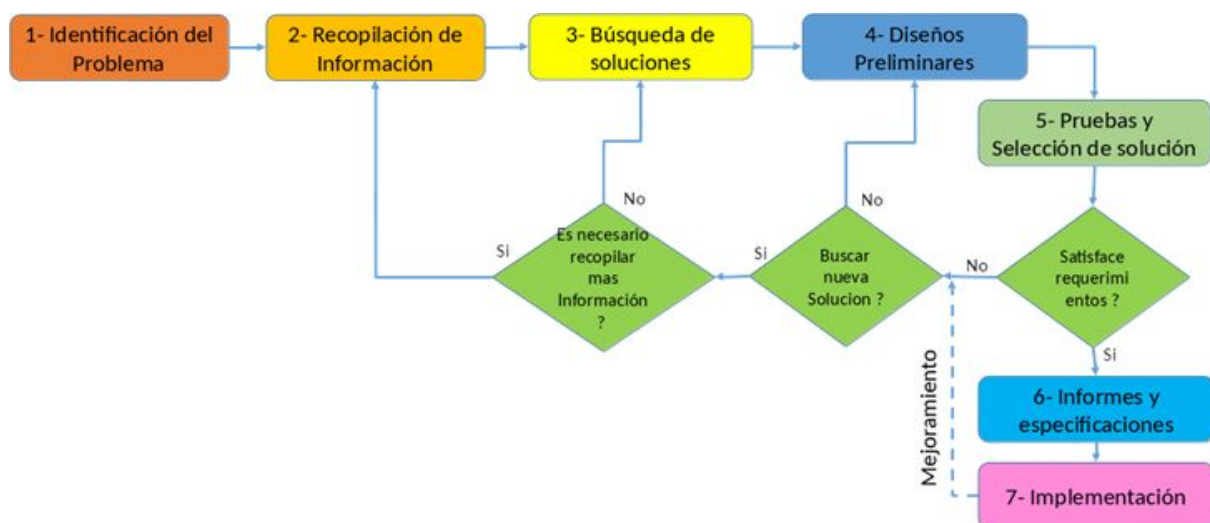 1- Identificación del
Problema
2- Recopilación de
Información
3- Búsqueda de
soluciones
4- Diseños
Preliminares
5- Pruebas y
Selección de solución
No
No
Es necesario
recopilar
mas
Información
?
Si
Buscar
nueva
Solucion ?
Si
No
Satisface
requerimi
entos ?
Si
Mejoramiento
6- Informes y
especificaciones
7- Implementación